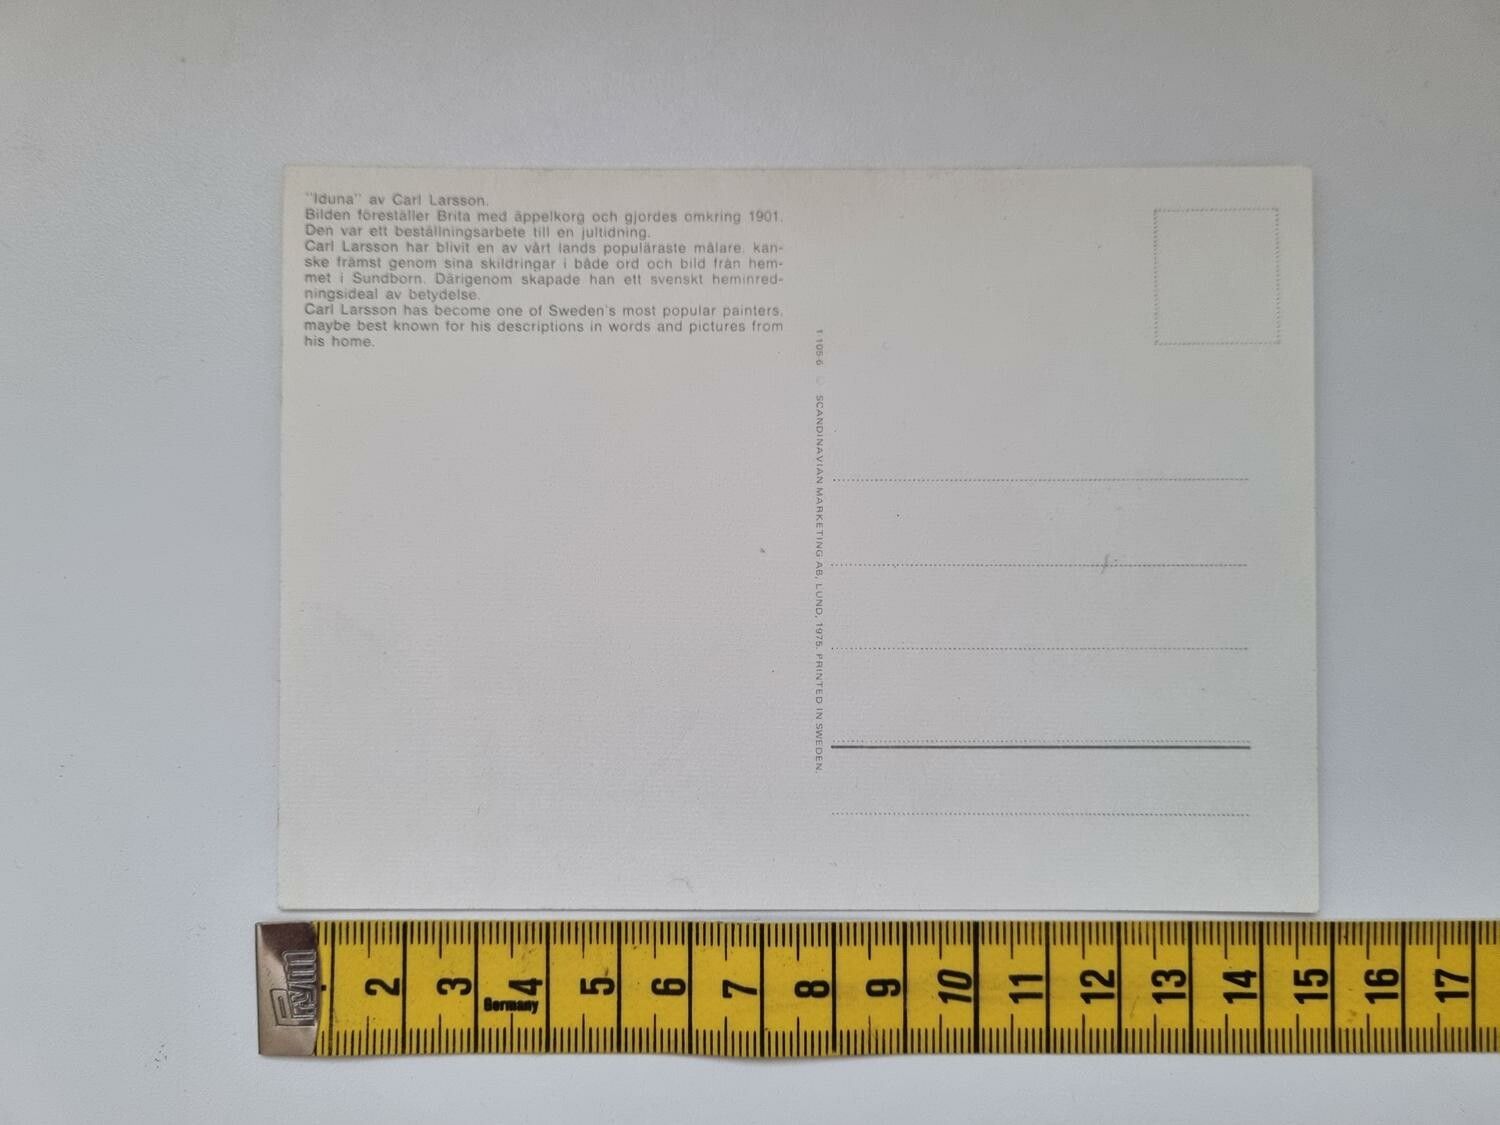 "Iduna" av Carl Larsson.
Bilden föreställer Brita med äppelkorg och gjordes omkring 1901.
Den var ett beställningsarbete till en jultidning.
Carl Larsson har blivit en av vårt lands populäraste målare, kan-
ske främst genom sina skildringar i både ord och bild från hem-
met i Sundborn. Därigenom skapade han ett svenskt heminred-
ningsideal av betydelse.
Carl Larsson has become one of Sweden's most popular painters,
maybe best known for his descriptions in words and pictures from
his home.
1 105-6 © SCANDINAVIAN MARKETING AB, LUND, 1975. PRINTED IN SWEDEN.
Prym
2 3 4 5 6 7 8 9 10 11 12 13 14 15 16 17
Germany